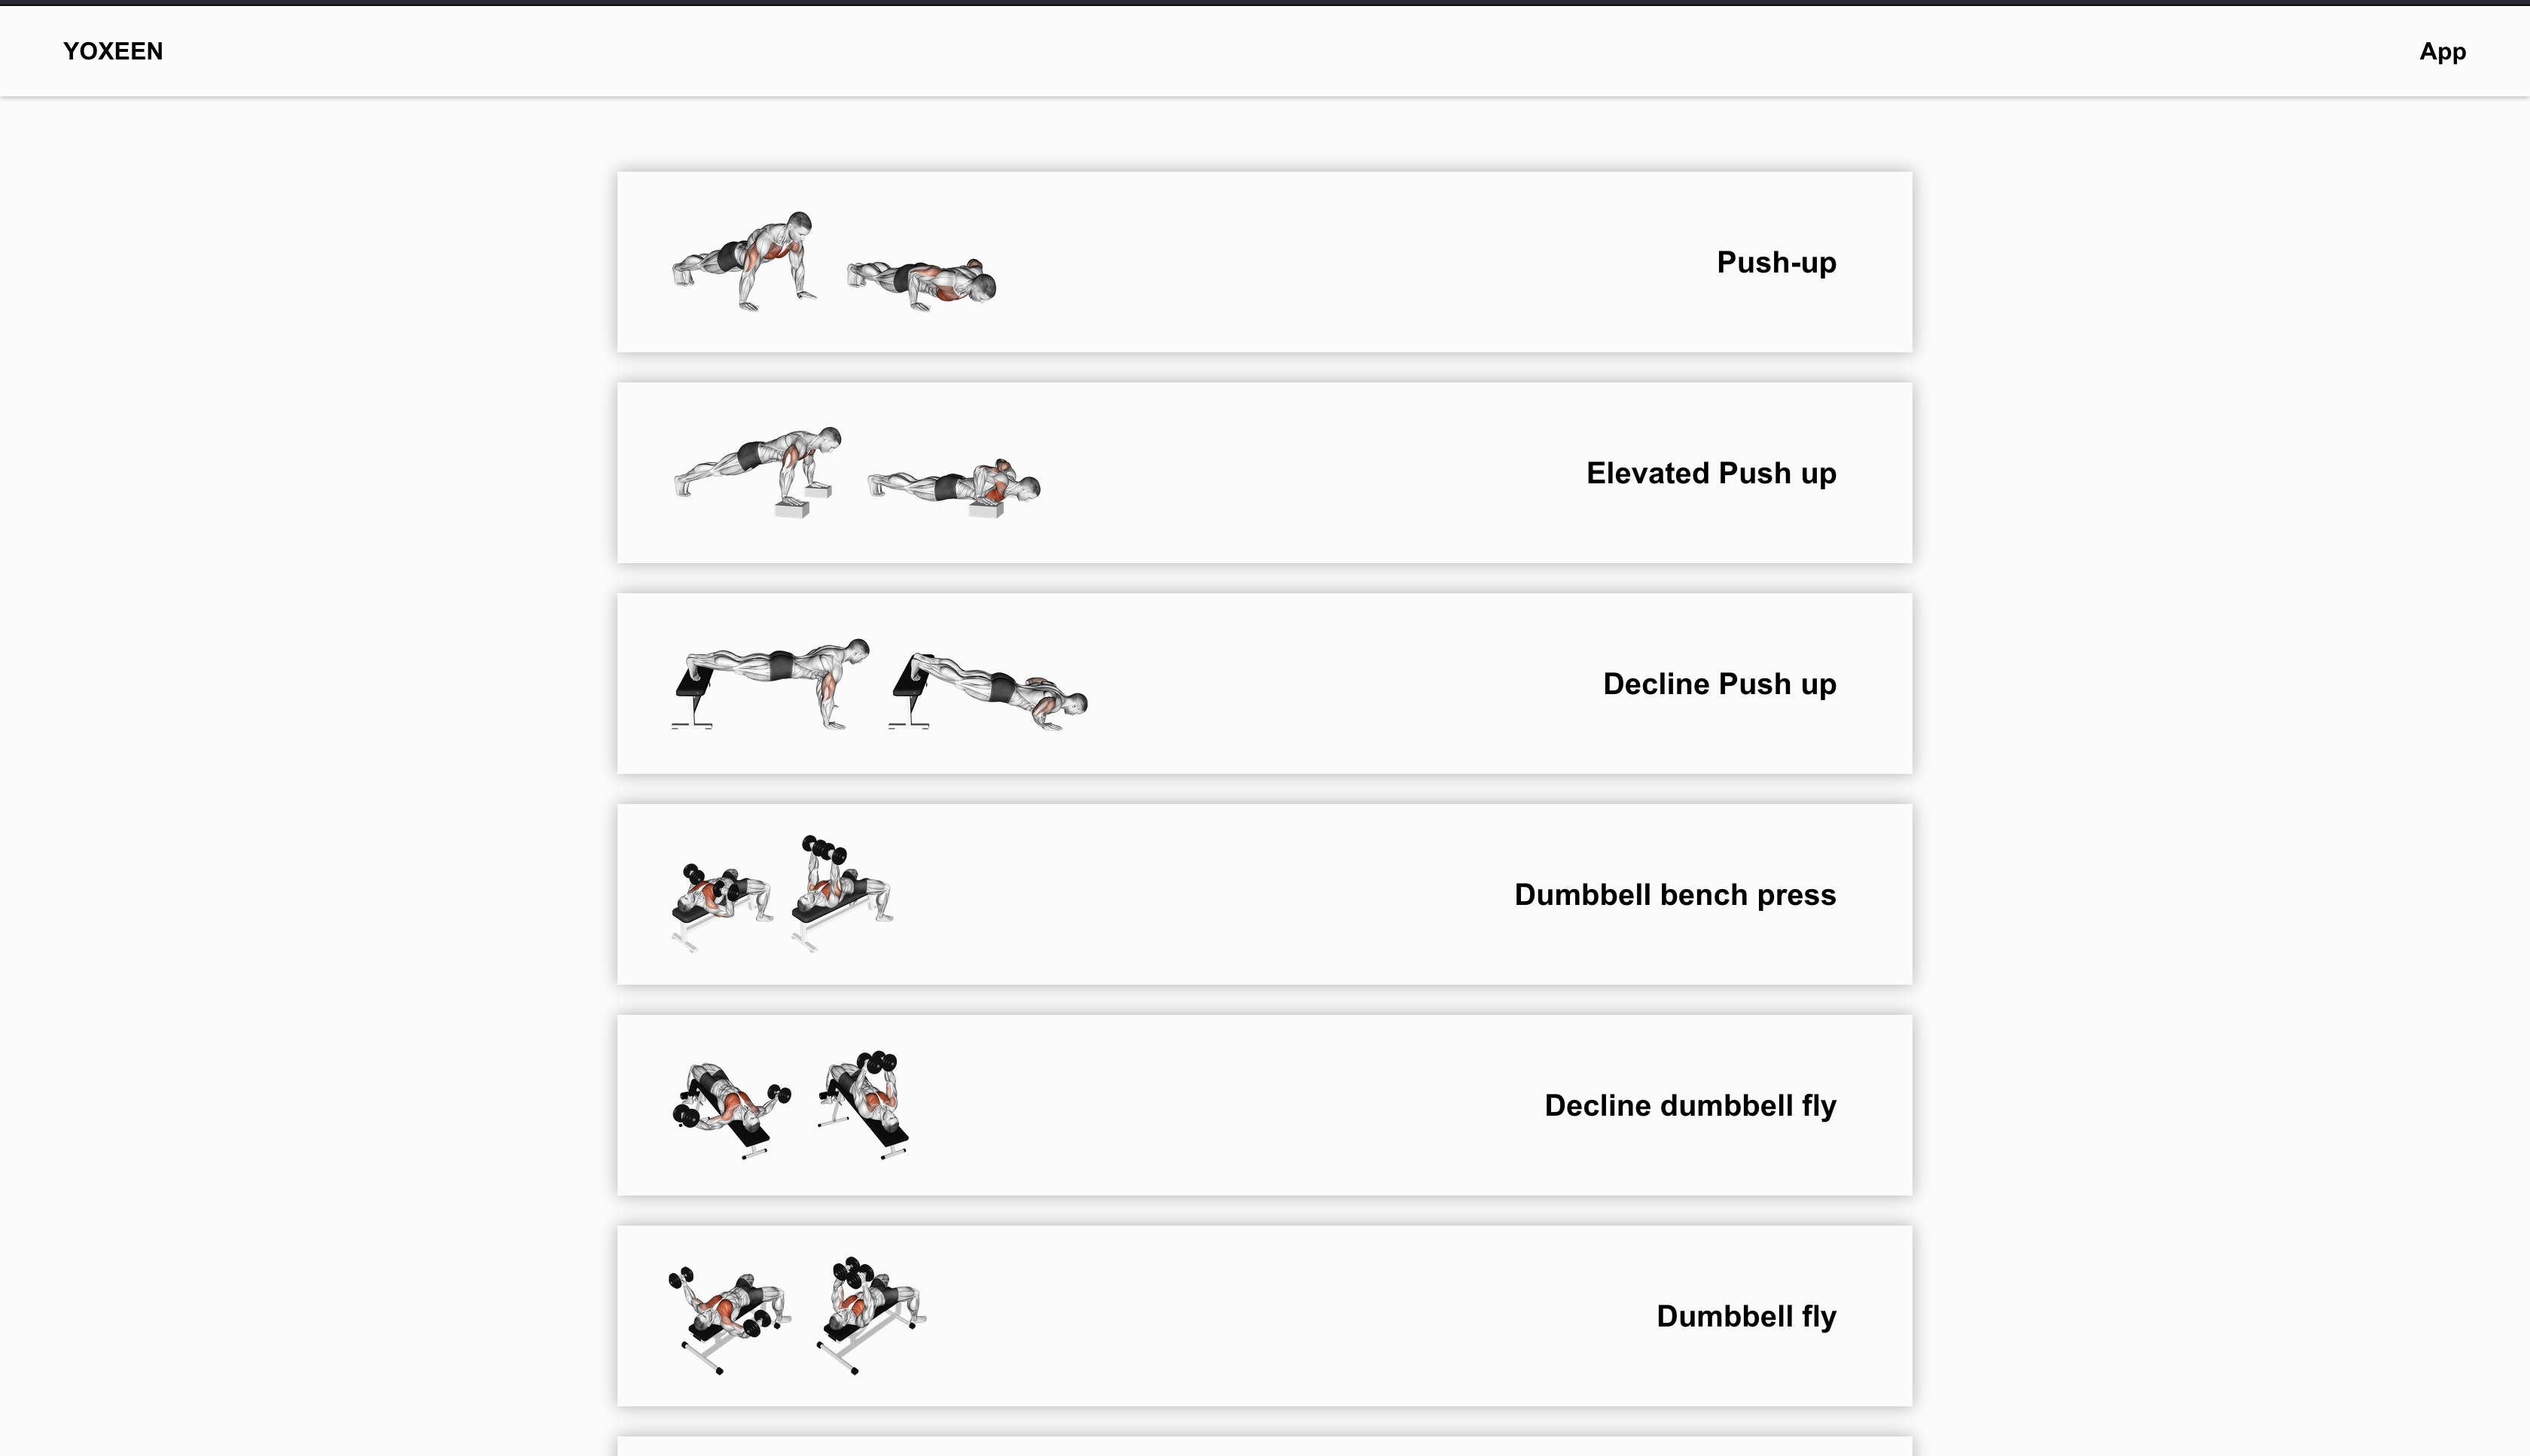 YOXEEN
App
Push-up
Elevated Push up
Decline Push up
Dumbbell bench press
Decline dumbbell fly
Dumbbell fly